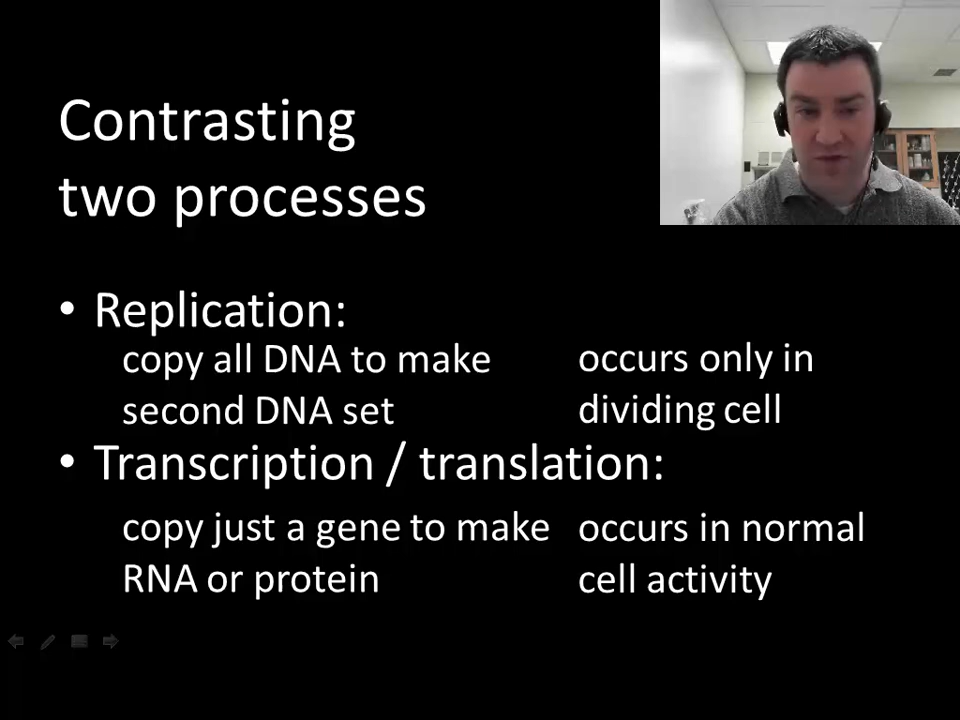 Contrasting
two processes
• Replication:
copy all DNA to make
second DNA set
occurs only in
dividing cell
• Transcription / translation:
copy just a gene to make
RNA or protein
occurs in normal
cell activity